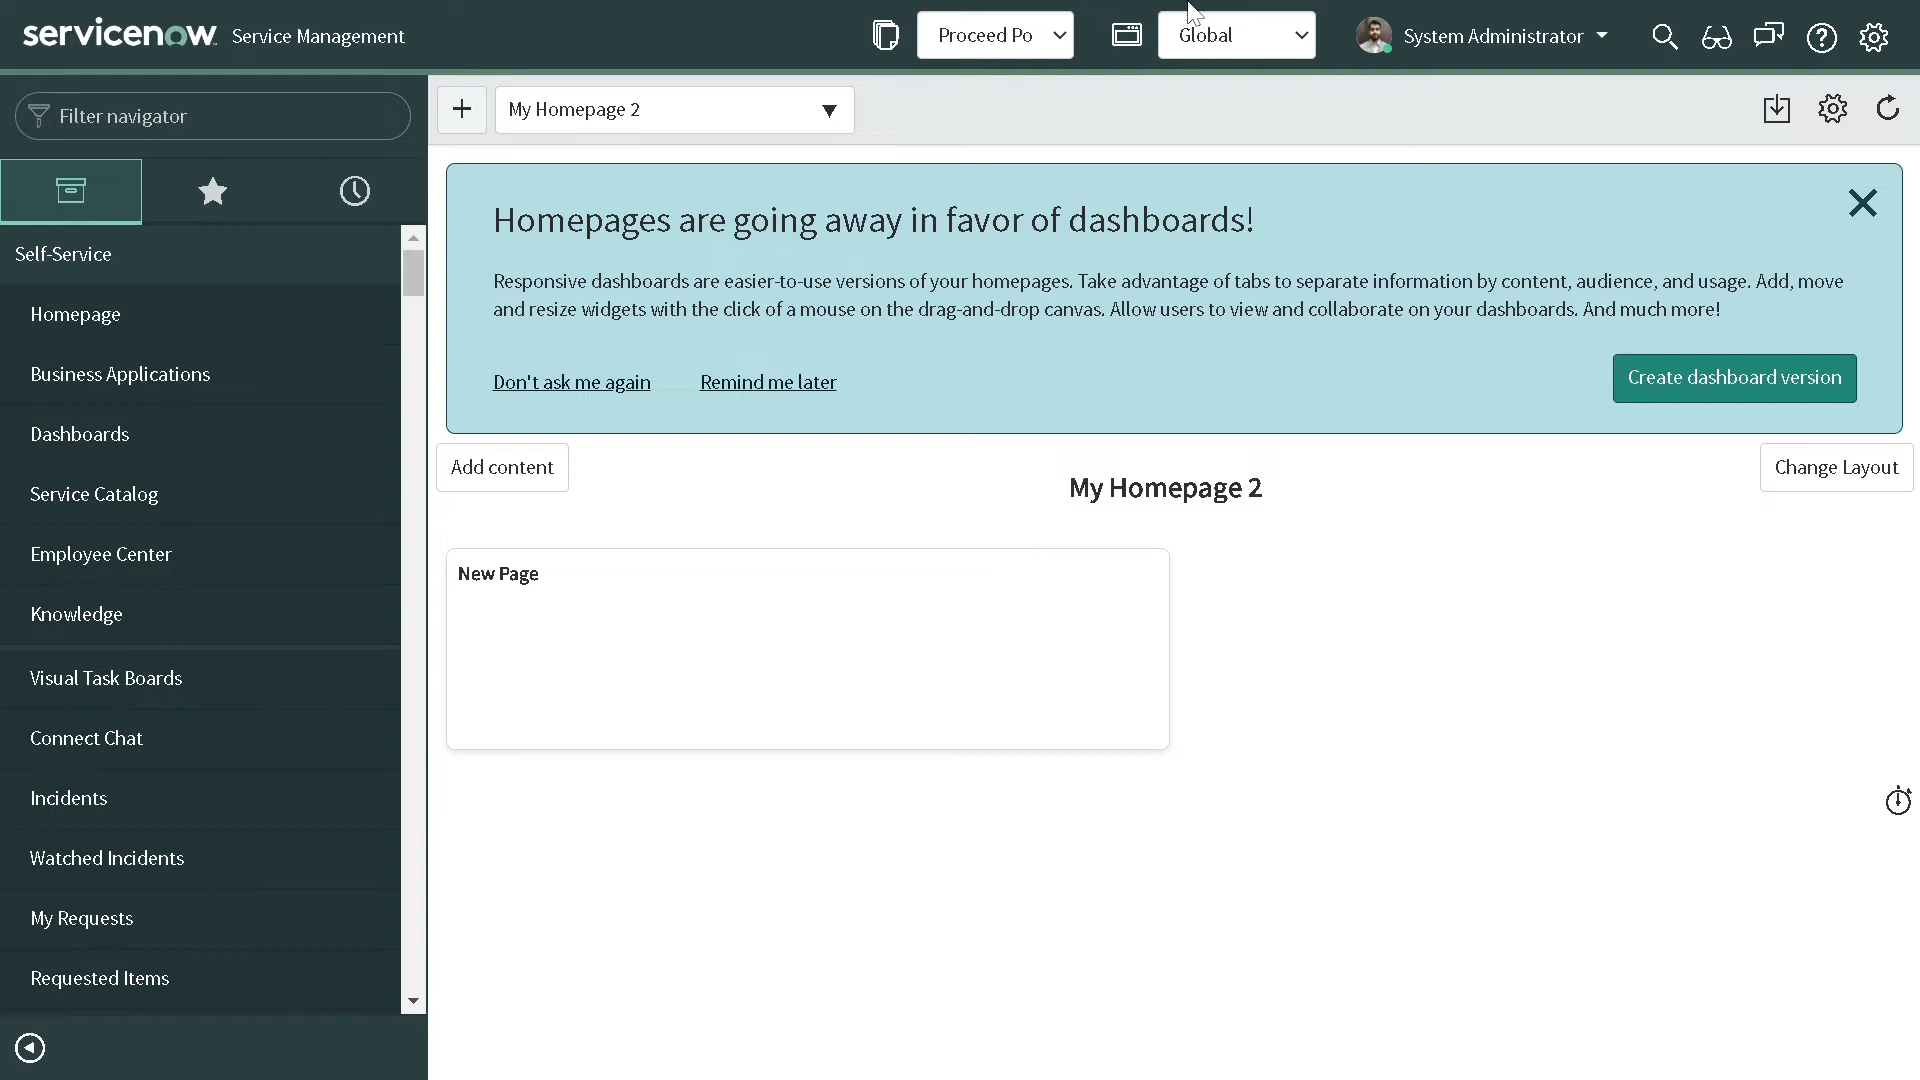 servicenow Service Management
Proceed Po
Global
System Administrator
Filter navigator
My Homepage 2
Self-Service
Homepage
Business Applications
Dashboards
Service Catalog
Employee Center
Knowledge
Visual Task Boards
Connect Chat
Incidents
Watched Incidents
My Requests
Requested Items
Homepages are going away in favor of dashboards!
Responsive dashboards are easier-to-use versions of your homepages. Take advantage of tabs to separate information by content, audience, and usage. Add, move
and resize widgets with the click of a mouse on the drag-and-drop canvas. Allow users to view and collaborate on your dashboards. And much more!
Don't ask me again
Remind me later
Create dashboard version
Add content
My Homepage 2
Change Layout
New Page